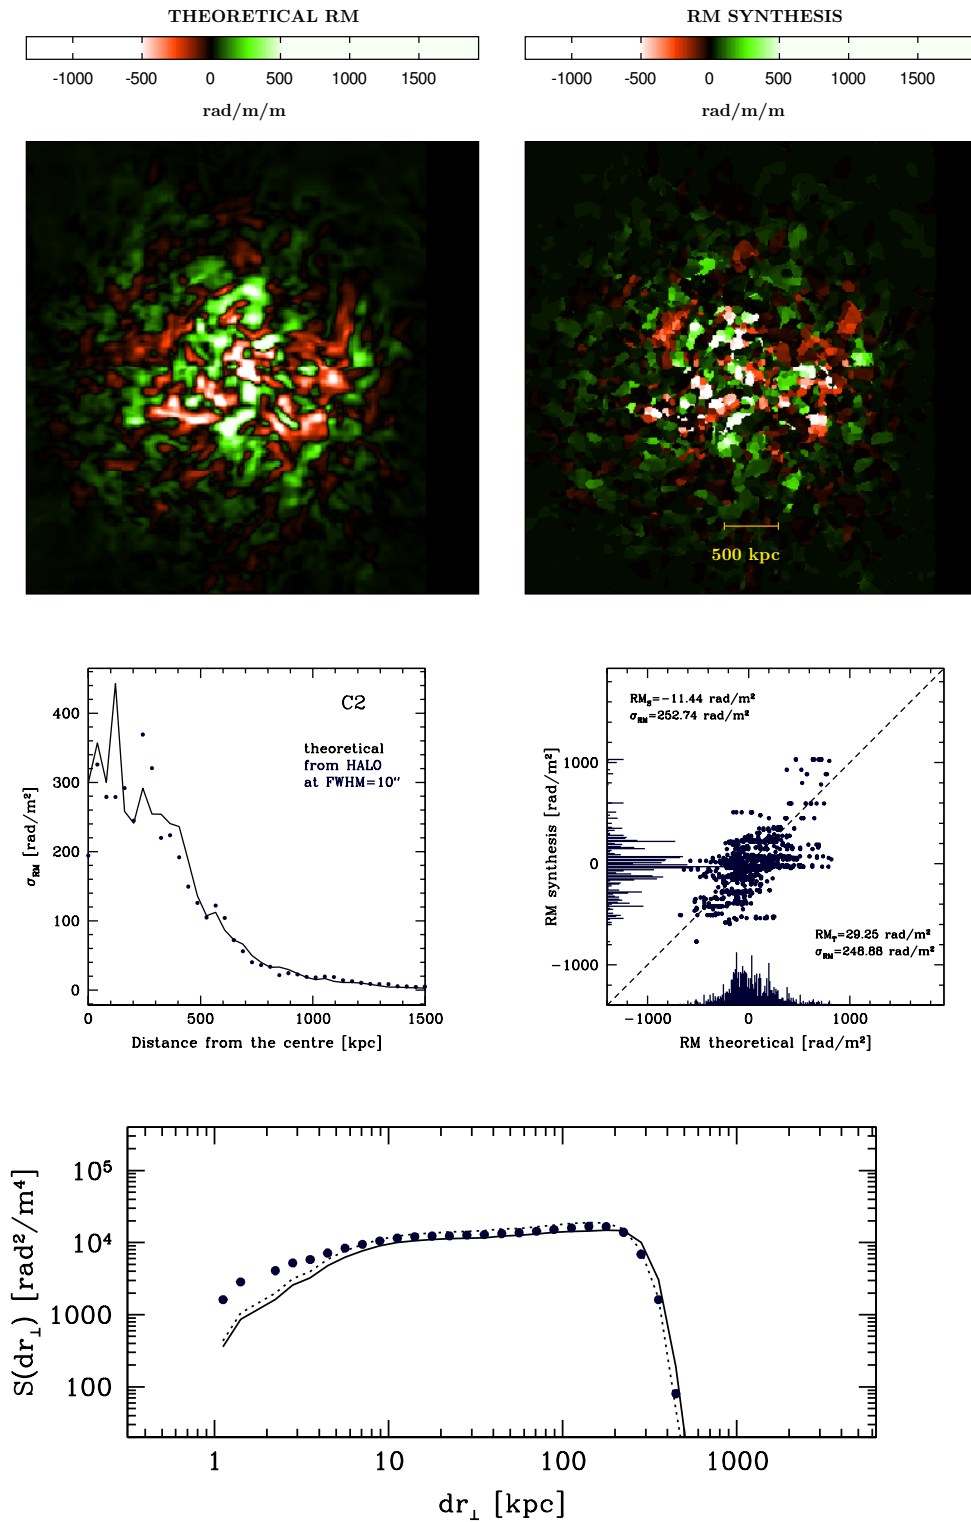 THEORETICAL RM
RM SYNTHESIS
-1000 -500 0 500 1000 1500
-1000 -500 0 500 1000 1500
rad/m/m
rad/m/m
500 kpc
C2
theoretical
from HALO
at FWHM=10"
400
300
200
100
0
σRM [rad/m²]
0 500 1000 1500
Distance from the centre [kpc]
RMS=−11.44 rad/m²
σRM=252.74 rad/m²
1000
0
−1000
RM synthesis [rad/m²]
RMT=29.25 rad/m²
σRM=248.88 rad/m²
−1000 0 1000
RM theoretical [rad/m²]
10⁵
10⁴
1000
100
S(dr⊥) [rad²/m⁴]
1 10 100 1000
dr⊥ [kpc]